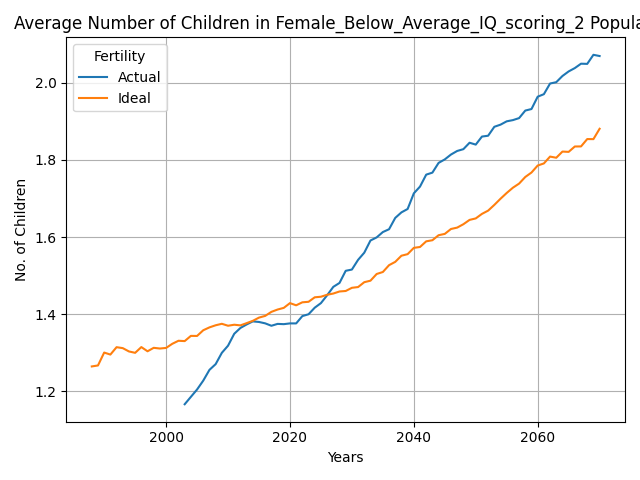 Average Number of Children in Female_Below_Average_IQ_scoring_2 Popula
Fertility
Actual
Ideal
2.0
1.8
1.6
1.4
1.2
No. of Children
2000 2020 2040 2060
Years